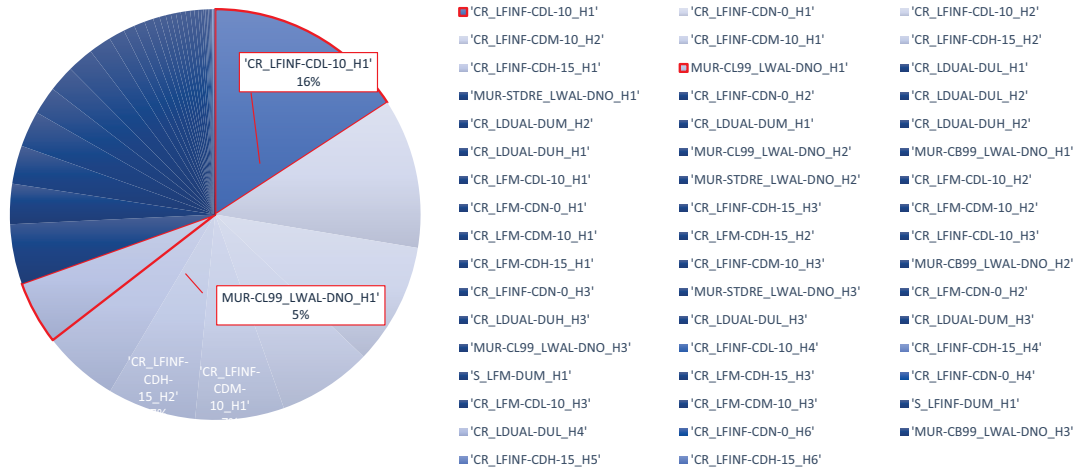 'CR_LFINF-CDL-10_H1'
16%
MUR-CL99_LWAL-DNO_H1'
5%
'CR_LFINF-
CDH-
15_H2'
'CR_LFINF-
CDM-
10_H1'
'CR_LFINF-CDL-10_H1' 'CR_LFINF-CDN-0_H1' 'CR_LFINF-CDL-10_H2'
'CR_LFINF-CDM-10_H2' 'CR_LFINF-CDM-10_H1' 'CR_LFINF-CDH-15_H2'
'CR_LFINF-CDH-15_H1' MUR-CL99_LWAL-DNO_H1' 'CR_LDUAL-DUL_H1'
'MUR-STDRE_LWAL-DNO_H1' 'CR_LFINF-CDN-0_H2' 'CR_LDUAL-DUL_H2'
'CR_LDUAL-DUM_H2' 'CR_LDUAL-DUM_H1' 'CR_LDUAL-DUH_H2'
'CR_LDUAL-DUH_H1' 'MUR-CL99_LWAL-DNO_H2' 'MUR-CB99_LWAL-DNO_H1'
'CR_LFM-CDL-10_H1' 'MUR-STDRE_LWAL-DNO_H2' 'CR_LFM-CDL-10_H2'
'CR_LFM-CDN-0_H1' 'CR_LFINF-CDH-15_H3' 'CR_LFM-CDM-10_H2'
'CR_LFM-CDM-10_H1' 'CR_LFM-CDH-15_H2' 'CR_LFINF-CDL-10_H3'
'CR_LFM-CDH-15_H1' 'CR_LFINF-CDM-10_H3' 'MUR-CB99_LWAL-DNO_H2'
'CR_LFINF-CDN-0_H3' 'MUR-STDRE_LWAL-DNO_H3' 'CR_LFM-CDN-0_H2'
'CR_LDUAL-DUH_H3' 'CR_LDUAL-DUL_H3' 'CR_LDUAL-DUM_H3'
'MUR-CL99_LWAL-DNO_H3' 'CR_LFINF-CDL-10_H4' 'CR_LFINF-CDH-15_H4'
'S_LFM-DUM_H1' 'CR_LFM-CDH-15_H3' 'CR_LFINF-CDN-0_H4'
'CR_LFM-CDL-10_H3' 'CR_LFM-CDM-10_H3' 'S_LFINF-DUM_H1'
'CR_LDUAL-DUL_H4' 'CR_LFINF-CDN-0_H6' 'MUR-CB99_LWAL-DNO_H3'
'CR_LFINF-CDH-15_H5' 'CR_LFINF-CDH-15_H6'